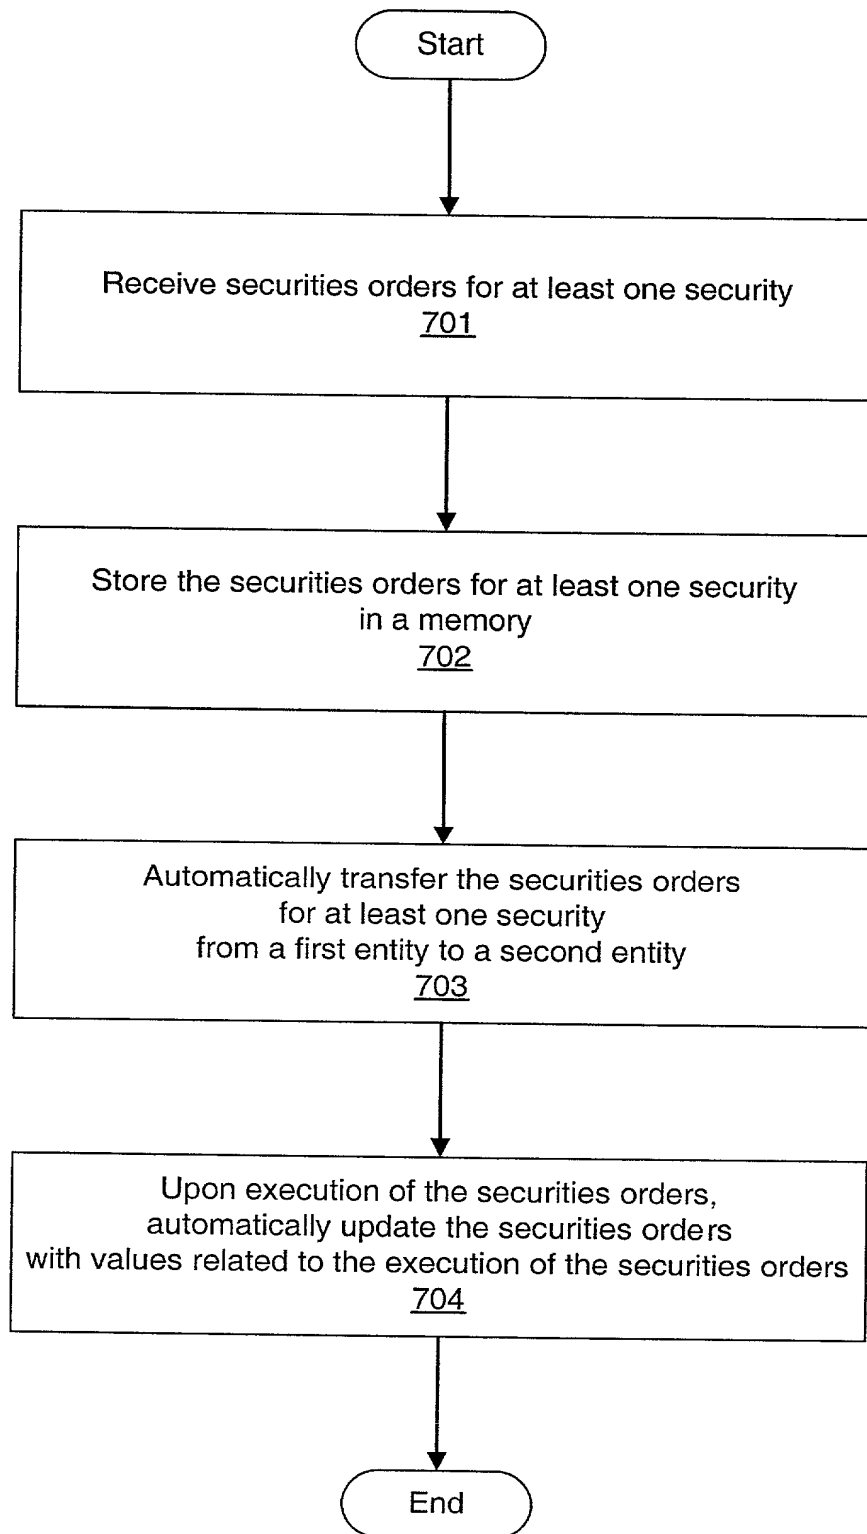 Start
Receive securities orders for at least one security
701
Store the securities orders for at least one security
in a memory
702
Automatically transfer the securities orders
for at least one security
from a first entity to a second entity
703
Upon execution of the securities orders,
automatically update the securities orders
with values related to the execution of the securities orders
704
End